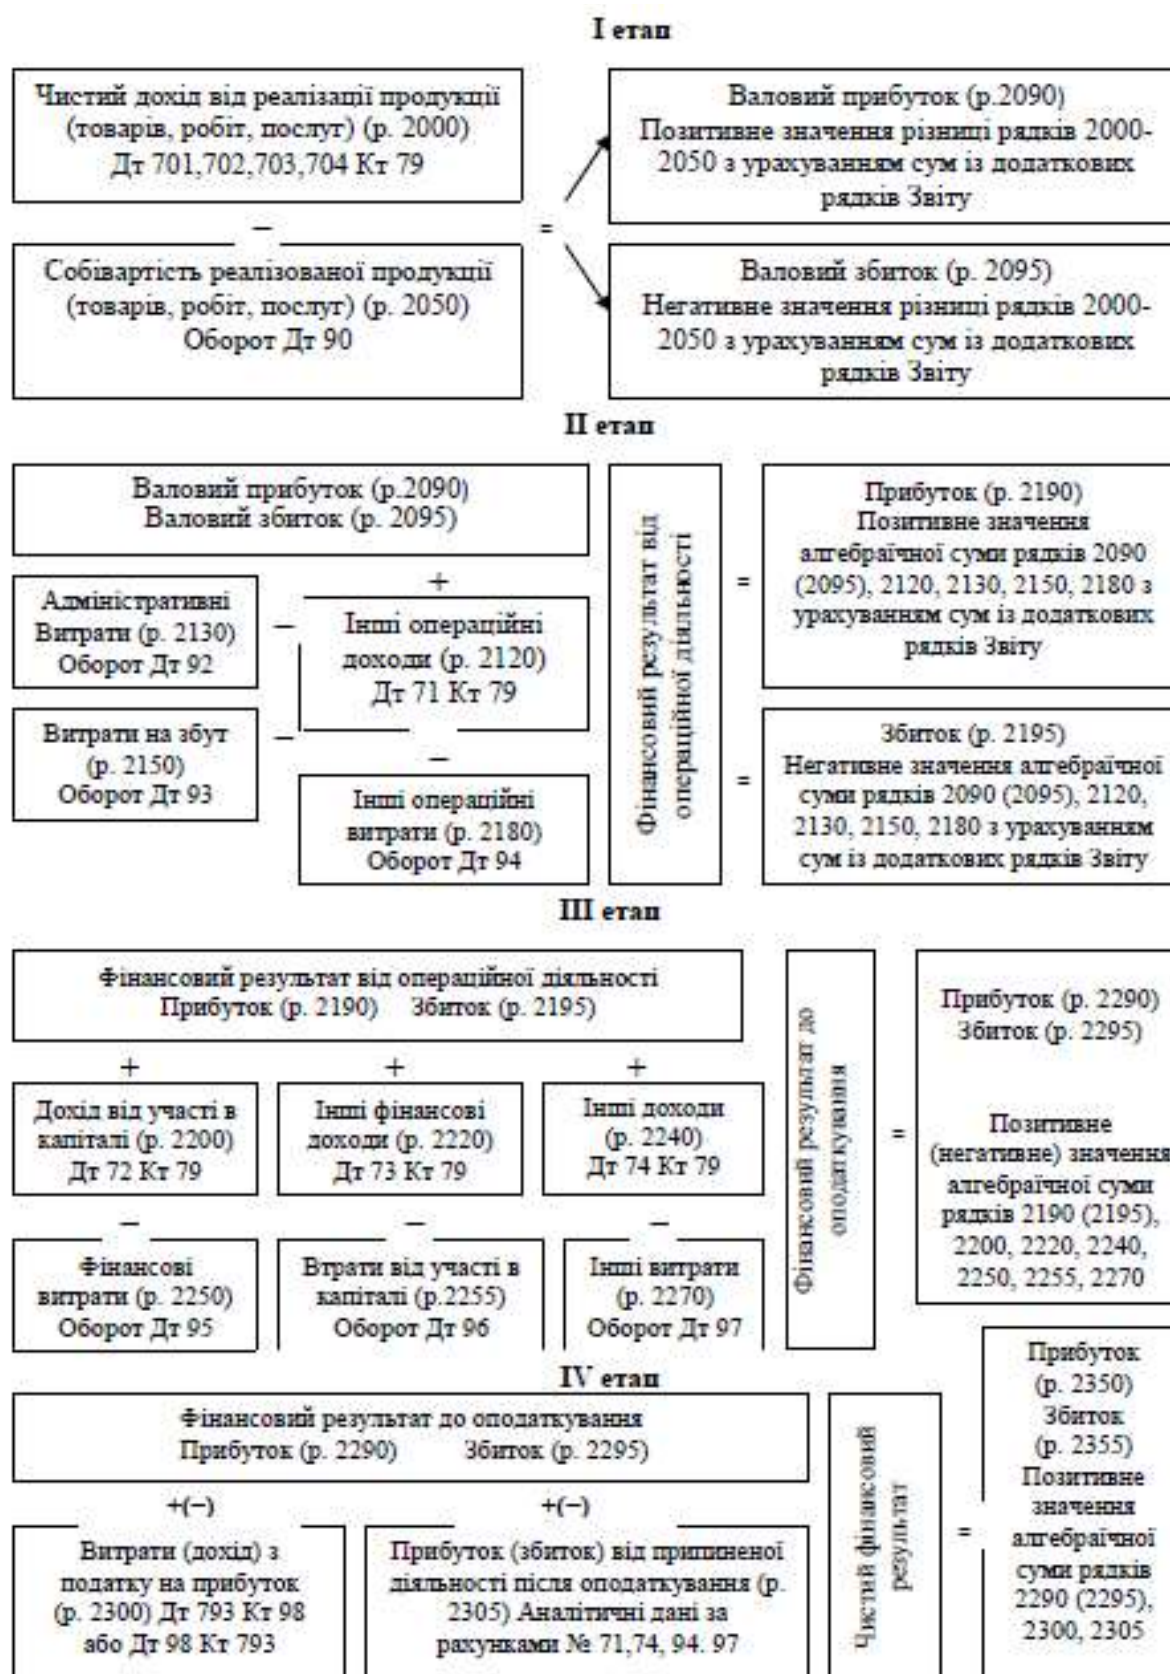 І етап
Чистий дохід від реалізації продукції
(товарів, робіт, послуг) (р. 2000)
Дт 701,702,703,704 Кт 79
–
Собівартість реалізованої продукції
(товарів, робіт, послуг) (р. 2050)
Оборот Дт 90
=
Валовий прибуток (р.2090)
Позитивне значення різниці рядків 2000-
2050 з урахуванням сум із додаткових
рядків Звіту
Валовий збиток (р. 2095)
Негативне значення різниці рядків 2000-
2050 з урахуванням сум із додаткових
рядків Звіту
ІІ етап
Валовий прибуток (р.2090)
Валовий збиток (р. 2095)
+
Адміністративні
Витрати (р. 2130)
Оборот Дт 92
–
Інші операційні
доходи (р. 2120)
Дт 71 Кт 79
Витрати на збут
(р. 2150)
Оборот Дт 93
–
–
Інші операційні
витрати (р. 2180)
Оборот Дт 94
Фінансовий результат від
операційної діяльності
=
Прибуток (р. 2190)
Позитивне значення
алгебраїчної суми рядків 2090
(2095), 2120, 2130, 2150, 2180 з
урахуванням сум із додаткових
рядків Звіту
=
Збиток (р. 2195)
Негативне значення алгебраїчної
суми рядків 2090 (2095), 2120,
2130, 2150, 2180 з урахуванням
сум із додаткових рядків Звіту
ІІІ етап
Фінансовий результат від операційної діяльності
Прибуток (р. 2190) Збиток (р. 2195)
+ + +
Дохід від участі в
капіталі (р. 2200)
Дт 72 Кт 79
Інші фінансові
доходи (р. 2220)
Дт 73 Кт 79
Інші доходи
(р. 2240)
Дт 74 Кт 79
– – –
Фінансові
витрати (р. 2250)
Оборот Дт 95
Втрати від участі в
капіталі (р.2255)
Оборот Дт 96
Інші витрати
(р. 2270)
Оборот Дт 97
Фінансовий результат до
оподаткування
=
Прибуток (р. 2290)
Збиток (р. 2295)
Позитивне
(негативне) значення
алгебраїчної суми
рядків 2190 (2195),
2200, 2220, 2240,
2250, 2255, 2270
IV етап
Фінансовий результат до оподаткування
Прибуток (р. 2290) Збиток (р. 2295)
+(–) +(–)
Витрати (дохід) з
податку на прибуток
(р. 2300) Дт 793 Кт 98
або Дт 98 Кт 793
Прибуток (збиток) від припиненої
діяльності після оподаткування (р.
2305) Аналітичні дані за
рахунками № 71,74, 94. 97
Чистий фінансовий
результат
=
Прибуток
(р. 2350)
Збиток
(р. 2355)
Позитивне
значення
алгебраїчної
суми рядків
2290 (2295),
2300, 2305